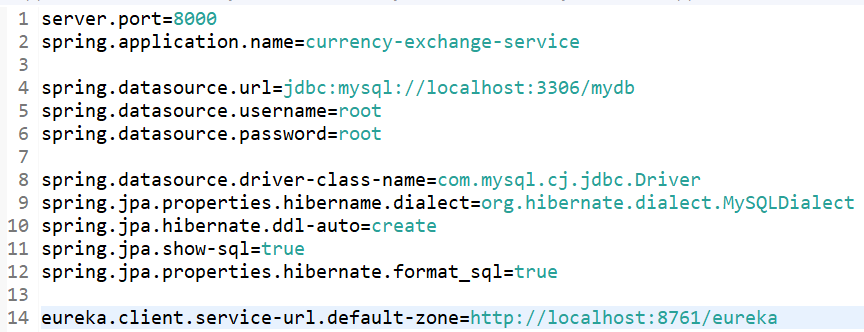 1 server.port=8000
2 spring.application.name=currency-exchange-service
3
4 spring.datasource.url=jdbc:mysql://localhost:3306/mydb
5 spring.datasource.username=root
6 spring.datasource.password=root
7
8 spring.datasource.driver-class-name=com.mysql.cj.jdbc.Driver
9 spring.jpa.properties.hibername.dialect=org.hibernate.dialect.MySQLDialect
10 spring.jpa.hibernate.ddl-auto=create
11 spring.jpa.show-sql=true
12 spring.jpa.properties.hibernate.format_sql=true
13
14 eureka.client.service-url.default-zone=http://localhost:8761/eureka